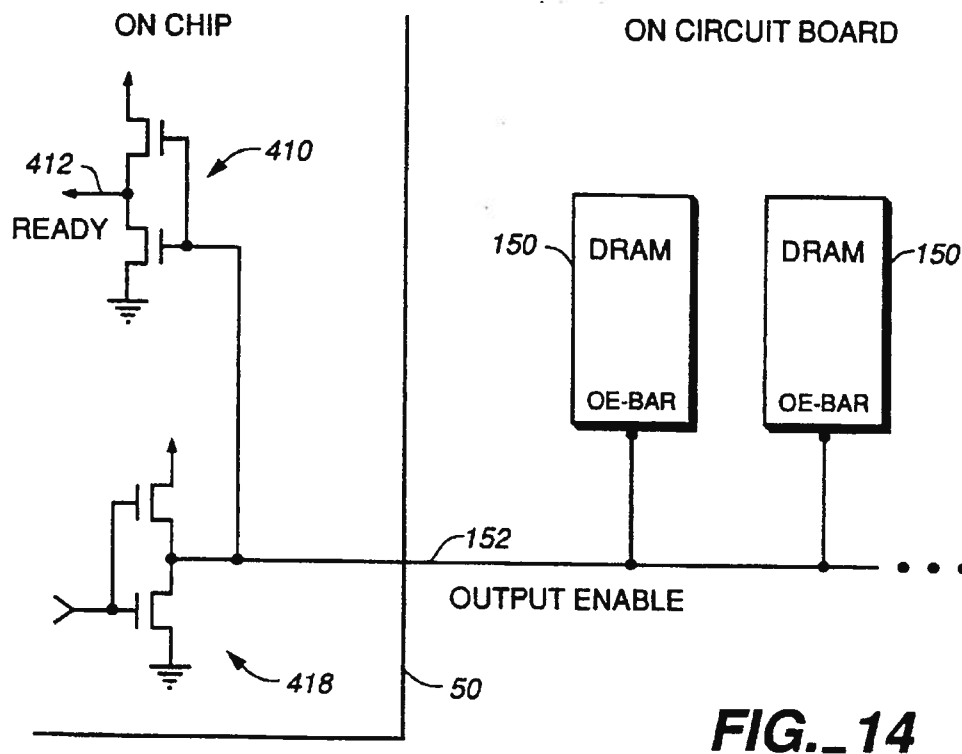 ON CHIP
ON CIRCUIT BOARD
410
412
READY
150
DRAM
DRAM
150
OE-BAR
OE-BAR
152
OUTPUT ENABLE
418
50
FIG._14